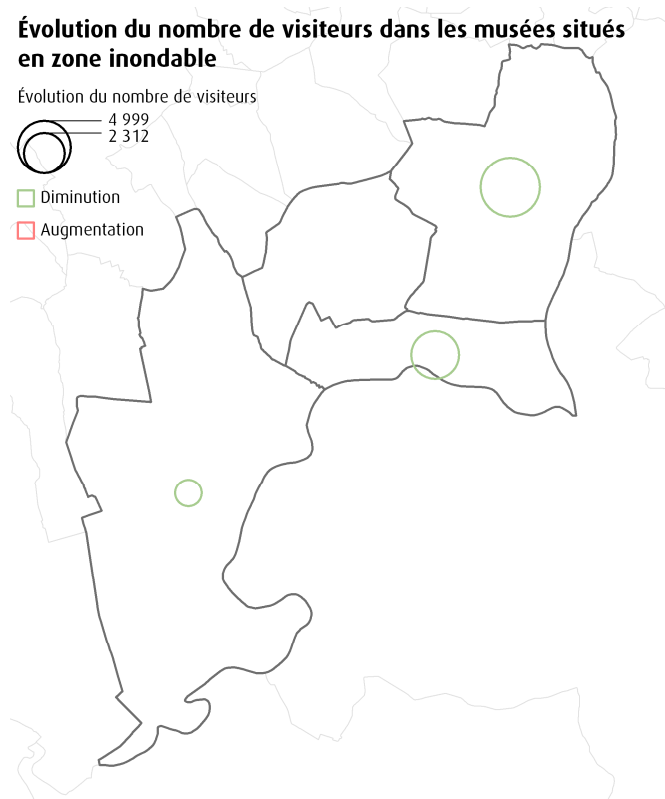 Évolution du nombre de visiteurs dans les musées situés
en zone inondable
Évolution du nombre de visiteurs
4 999
2 312
Diminution
Augmentation